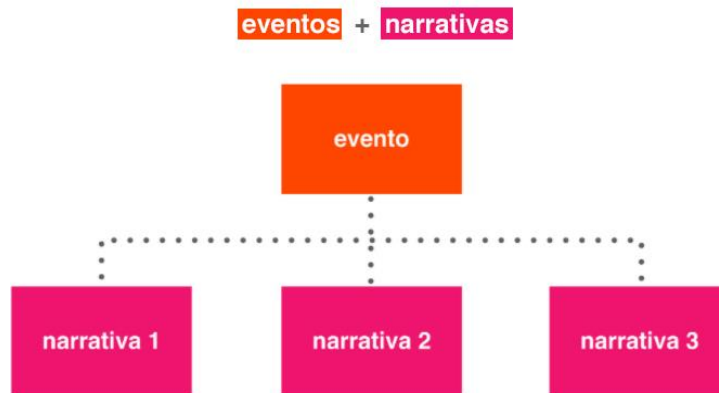 eventos + narrativas
evento
narrativa 1
narrativa 2
narrativa 3